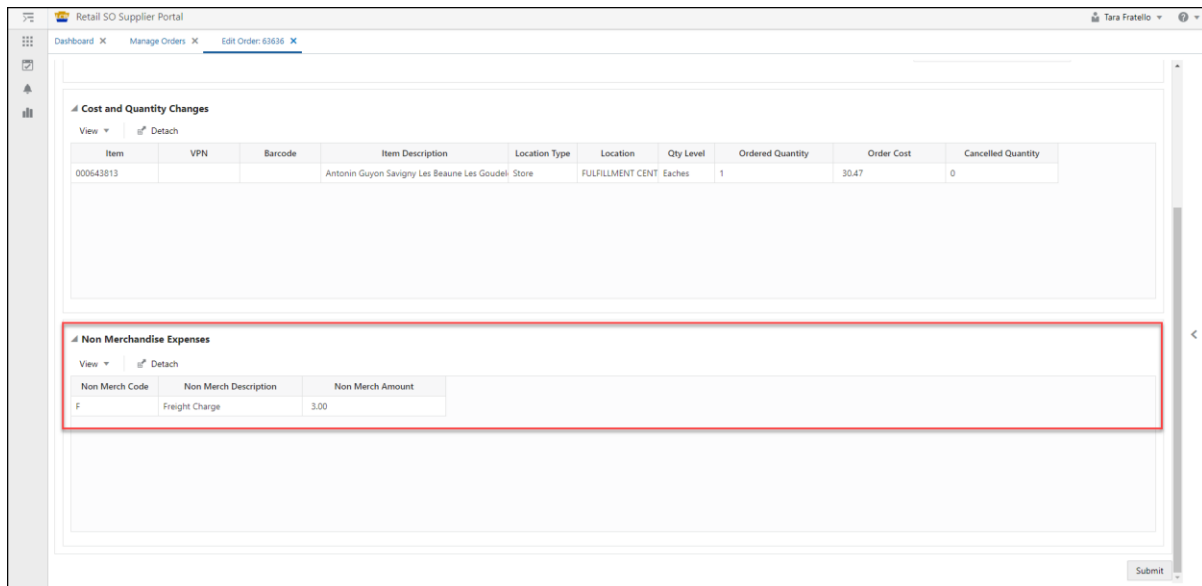 Retail SO Supplier Portal
Tara Fratello
Dashboard
Manage Orders
Edit Order: 63636
Cost and Quantity Changes
View
Detach
Item VPN Barcode Item Description Location Type Location Qty Level Ordered Quantity Order Cost Cancelled Quantity
000643813 Antonin Guyon Savigny Les Beaune Les Goudel Store FULFILLMENT CENT Eaches 1 30.47 0
Non Merchandise Expenses
View
Detach
Non Merch Code Non Merch Description Non Merch Amount
F Freight Charge 3.00
Submit